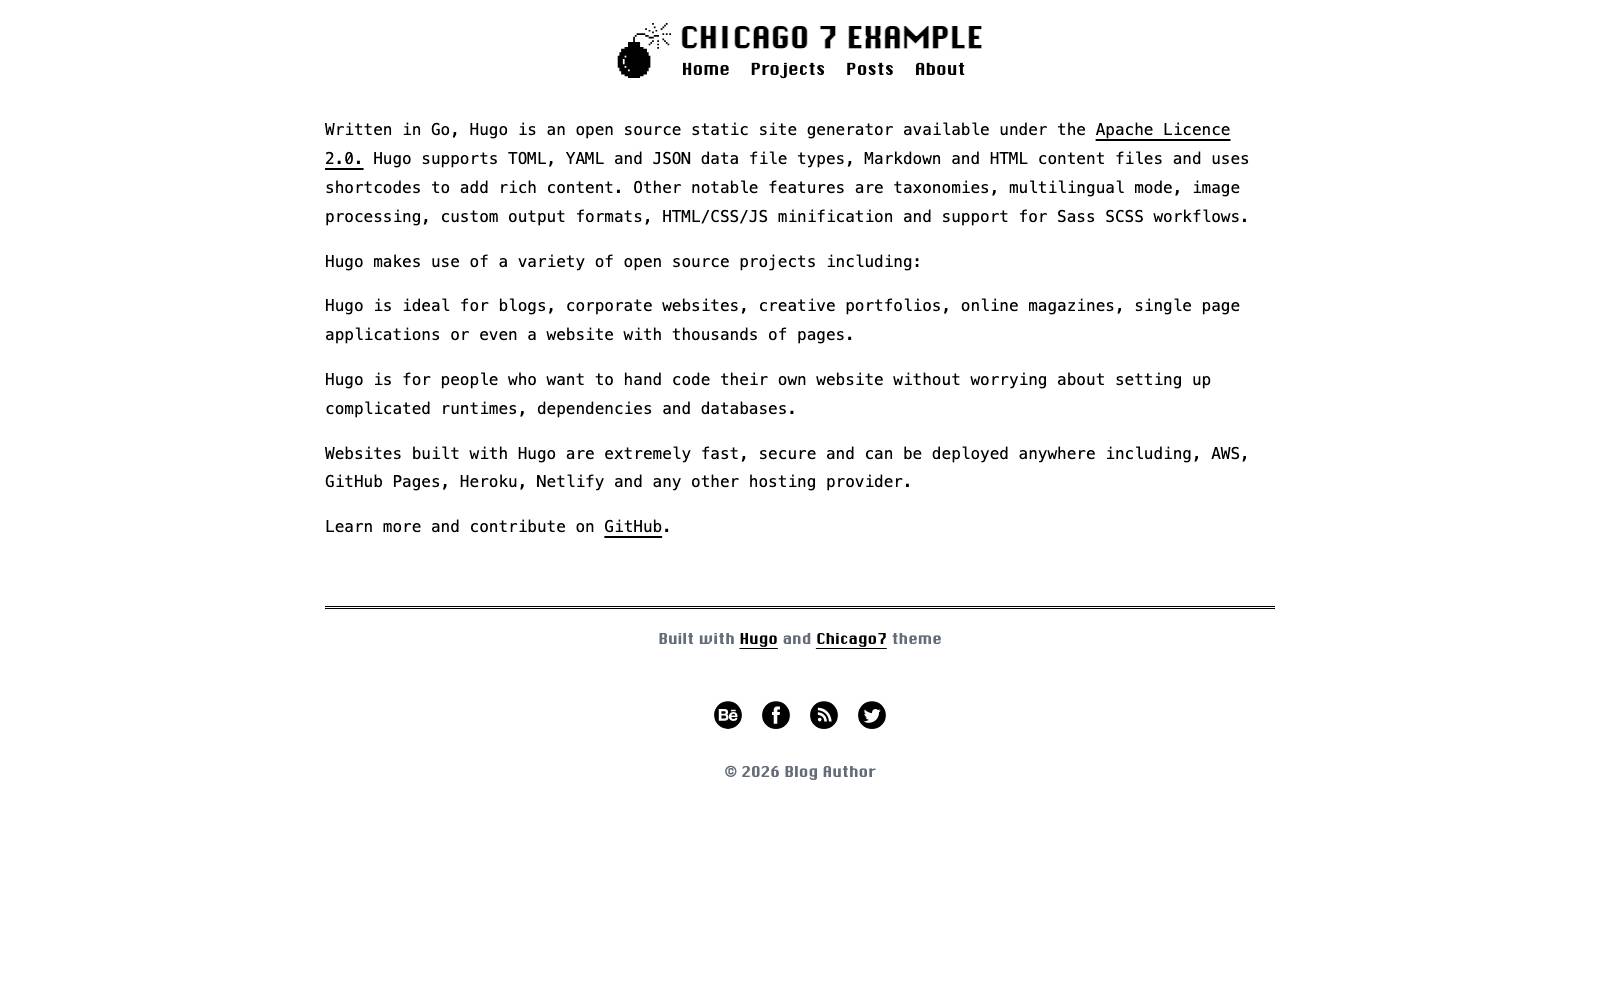 CHICAGO 7 EXAMPLE
Home Projects Posts About
Written in Go, Hugo is an open source static site generator available under the Apache Licence
2.0. Hugo supports TOML, YAML and JSON data file types, Markdown and HTML content files and uses
shortcodes to add rich content. Other notable features are taxonomies, multilingual mode, image
processing, custom output formats, HTML/CSS/JS minification and support for Sass SCSS workflows.
Hugo makes use of a variety of open source projects including:
Hugo is ideal for blogs, corporate websites, creative portfolios, online magazines, single page
applications or even a website with thousands of pages.
Hugo is for people who want to hand code their own website without worrying about setting up
complicated runtimes, dependencies and databases.
Websites built with Hugo are extremely fast, secure and can be deployed anywhere including, AWS,
GitHub Pages, Heroku, Netlify and any other hosting provider.
Learn more and contribute on GitHub.
Built with Hugo and Chicago7 theme
Bē
© 2026 Blog Author